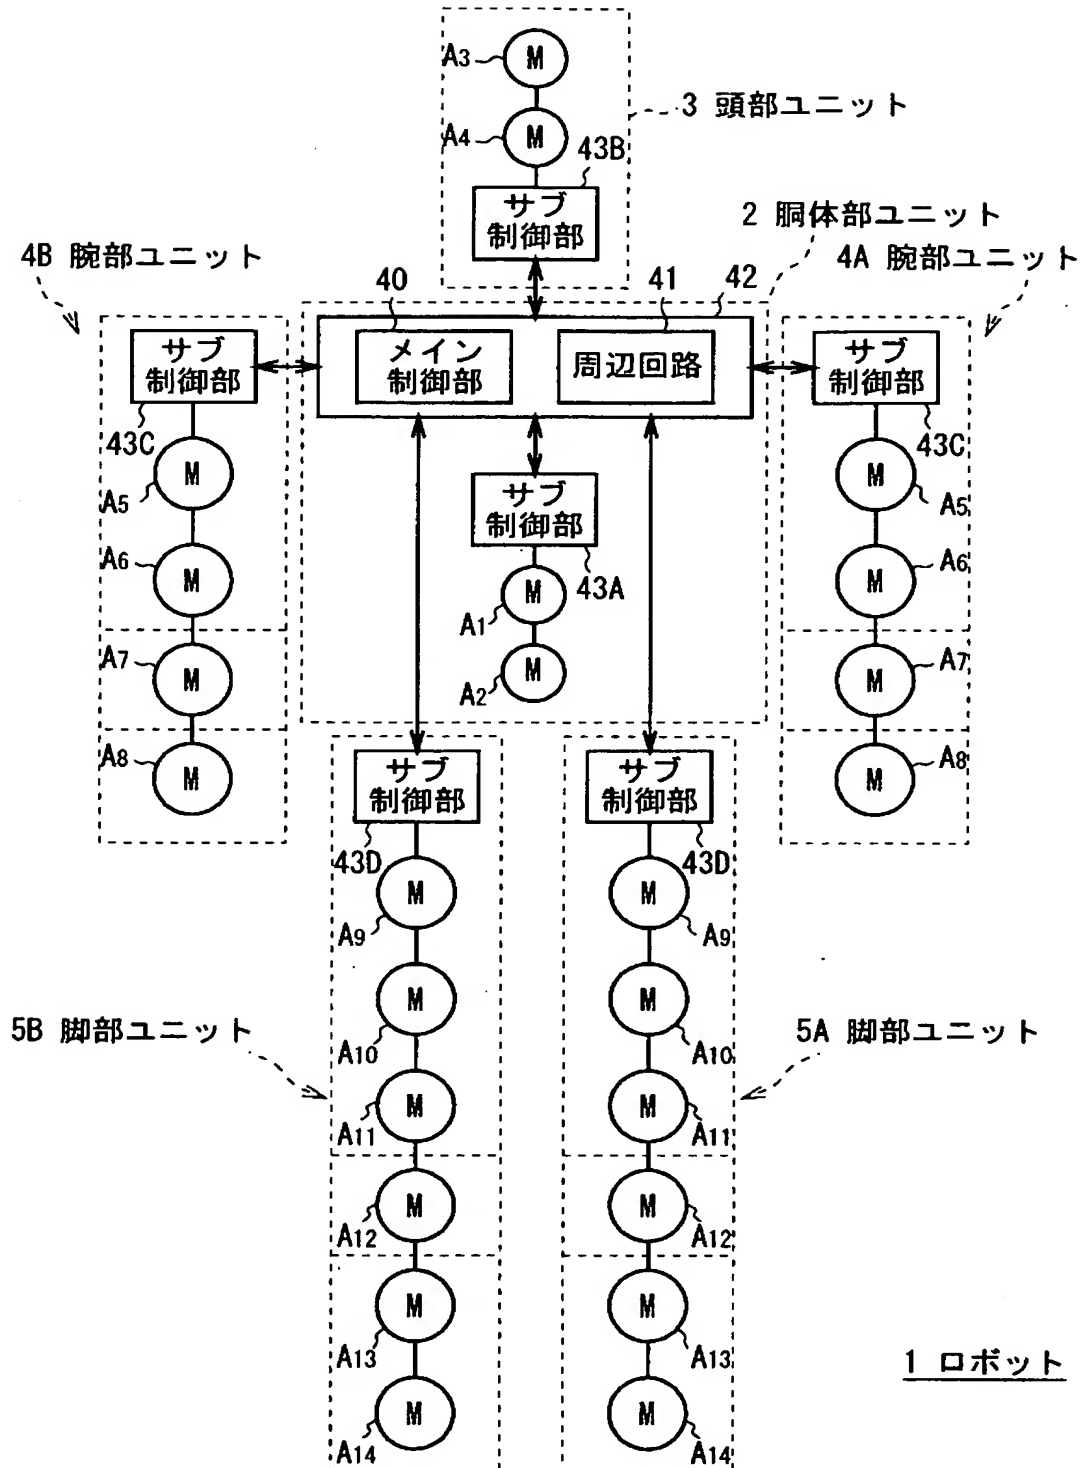 A3
M
3 頭部ユニット
A4
M
43B
サブ
制御部
2 胴体部ユニット
4B 腕部ユニット
4A 腕部ユニット
40
41
42
サブ
制御部
メイン
制御部
周辺回路
サブ
制御部
43C
43C
M
A5
サブ
制御部
M
A5
A6
M
43A
M
A6
A1
M
A7
M
A2
M
M
A7
A8
M
サブ
制御部
サブ
制御部
M
A8
43D
43D
M
A9
M
A9
M
A10
M
A10
5B 脚部ユニット
5A 脚部ユニット
M
A11
M
A11
M
A12
M
A12
M
A13
M
A13
1 ロボット
M
A14
M
A14